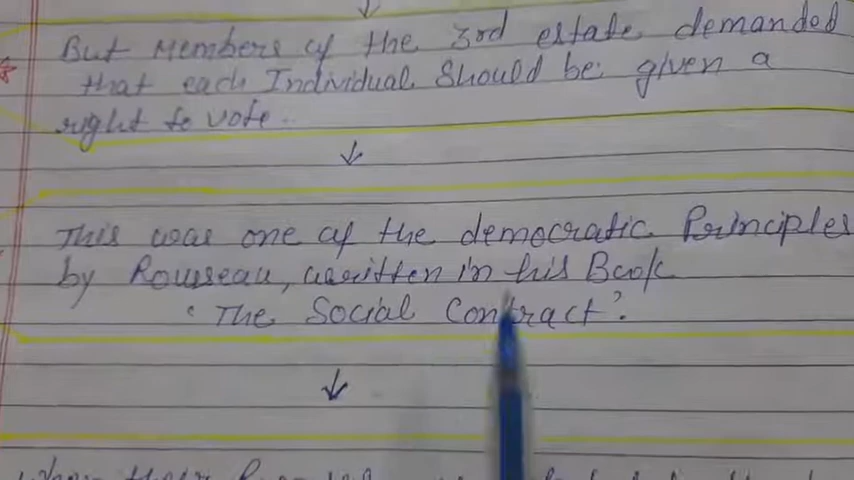 But Members of the 3rd estate demanded
that each Individual should be given a
right to vote.
This was one of the democratic Principles
by Rousseau, written in his Book
'The Social Contract'.